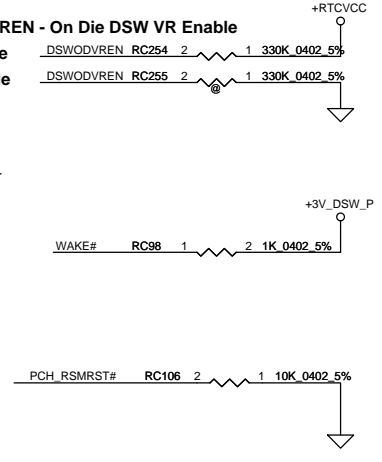 +RTCVCC
REN - On Die DSW VR Enable
e DSWODVREN RC254 2 1 330K_0402_5%
le DSWODVREN RC255 2 1 330K_0402_5%
@
+3V_DSW_P
WAKE# RC98 1 2 1K_0402_5%
PCH_RSMRST# RC106 2 1 10K_0402_5%